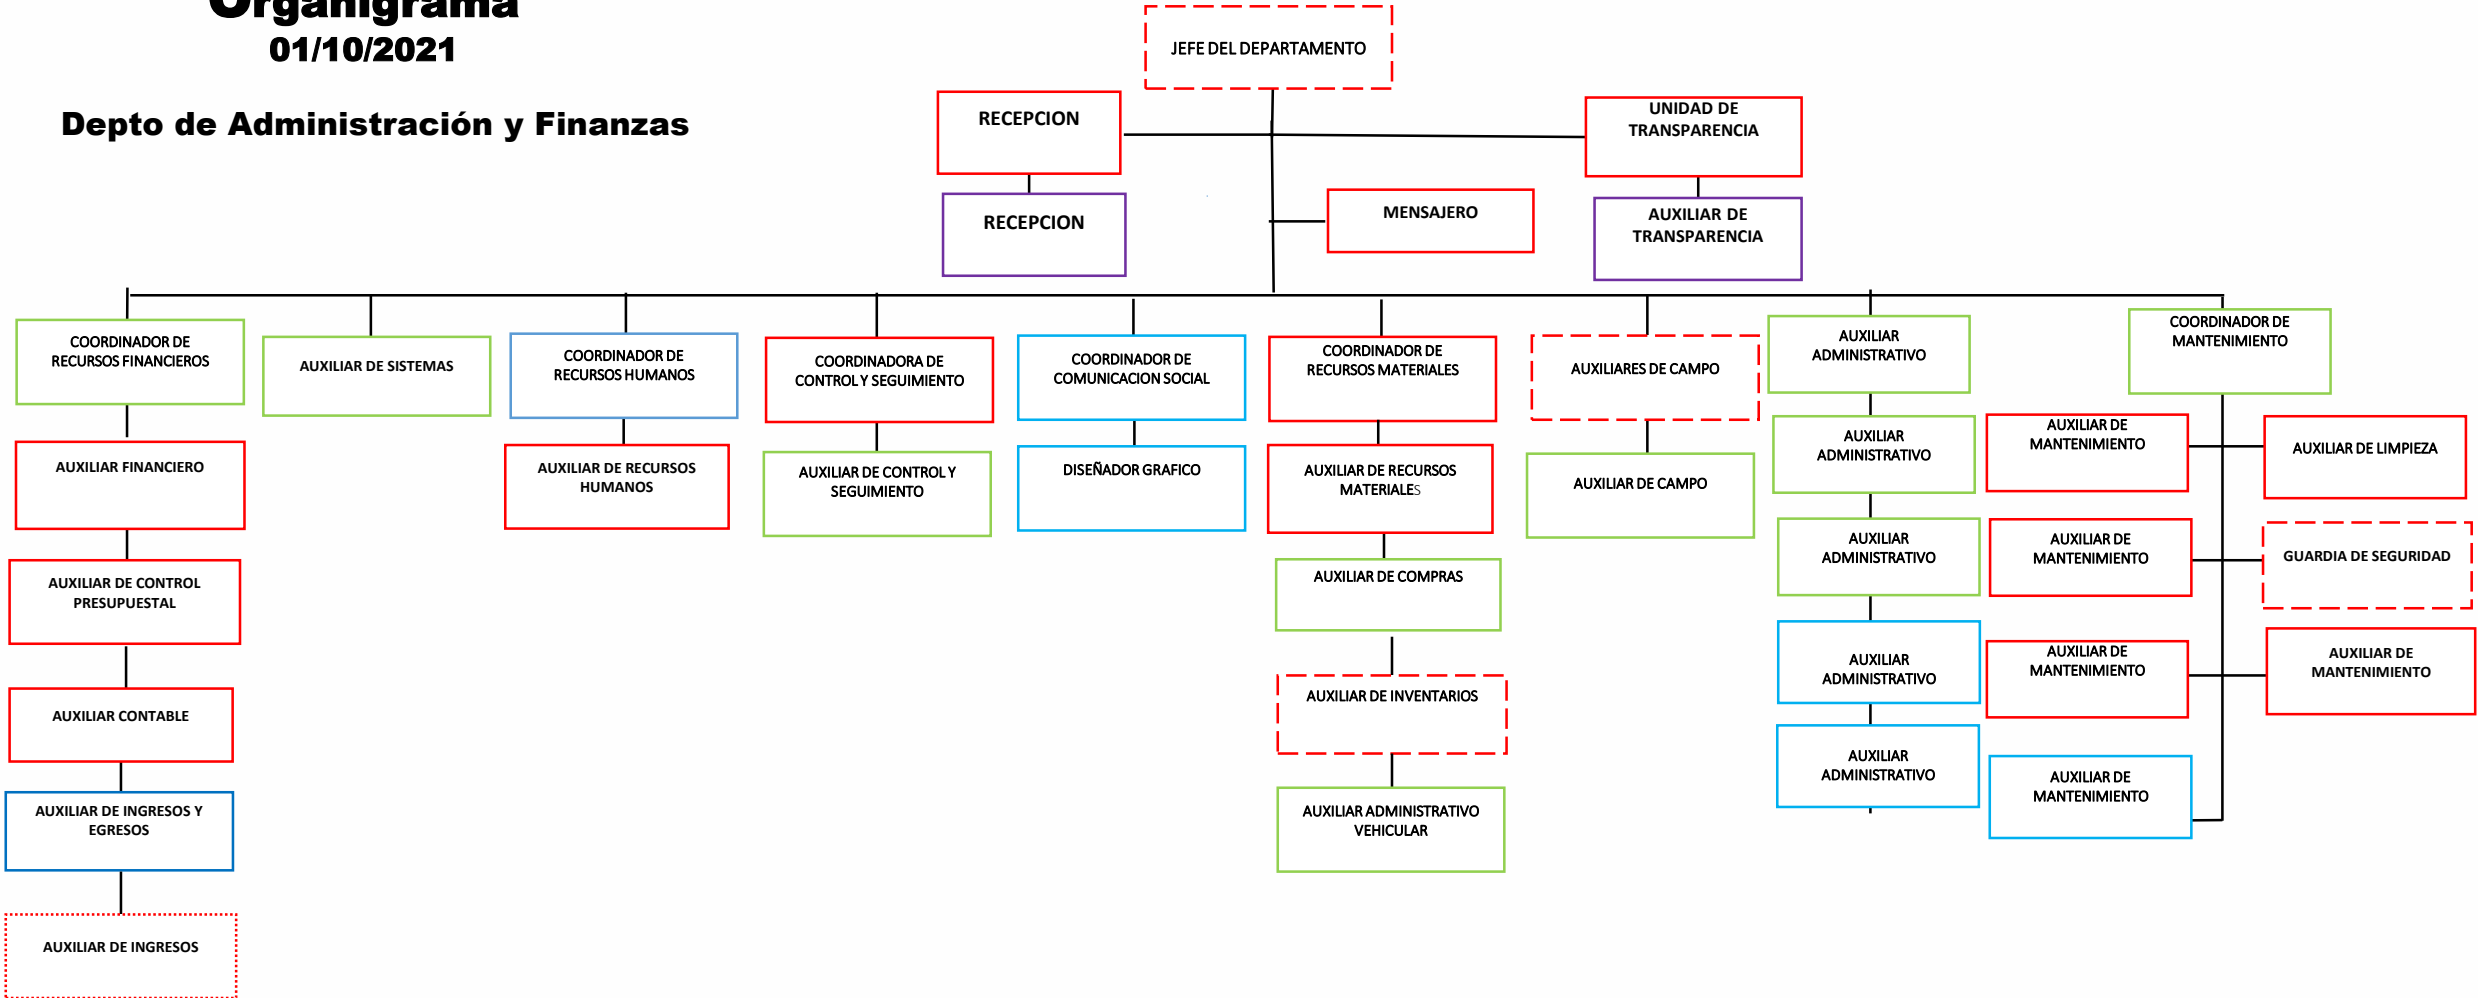 Organigrama
01/10/2021
Depto de Administración y Finanzas
JEFE DEL DEPARTAMENTO
RECEPCION
UNIDAD DE
TRANSPARENCIA
RECEPCION
MENSAJERO
AUXILIAR DE
TRANSPARENCIA
COORDINADOR DE
RECURSOS FINANCIEROS
AUXILIAR DE SISTEMAS
COORDINADOR DE
RECURSOS HUMANOS
COORDINADORA DE
CONTROL Y SEGUIMIENTO
COORDINADOR DE
COMUNICACION SOCIAL
COORDINADOR DE
RECURSOS MATERIALES
AUXILIARES DE CAMPO
AUXILIAR
ADMINISTRATIVO
COORDINADOR DE
MANTENIMIENTO
AUXILIAR FINANCIERO
AUXILIAR DE RECURSOS
HUMANOS
AUXILIAR DE CONTROL Y
SEGUIMIENTO
DISEÑADOR GRAFICO
AUXILIAR DE RECURSOS
MATERIALES
AUXILIAR DE CAMPO
AUXILIAR
ADMINISTRATIVO
AUXILIAR DE
MANTENIMIENTO
AUXILIAR DE LIMPIEZA
AUXILIAR DE CONTROL
PRESUPUESTAL
AUXILIAR DE COMPRAS
AUXILIAR
ADMINISTRATIVO
AUXILIAR DE
MANTENIMIENTO
GUARDIA DE SEGURIDAD
AUXILIAR CONTABLE
AUXILIAR DE INVENTARIOS
AUXILIAR
ADMINISTRATIVO
AUXILIAR DE
MANTENIMIENTO
AUXILIAR DE
MANTENIMIENTO
AUXILIAR DE INGRESOS Y
EGRESOS
AUXILIAR ADMINISTRATIVO
VEHICULAR
AUXILIAR
ADMINISTRATIVO
AUXILIAR DE
MANTENIMIENTO
AUXILIAR DE INGRESOS